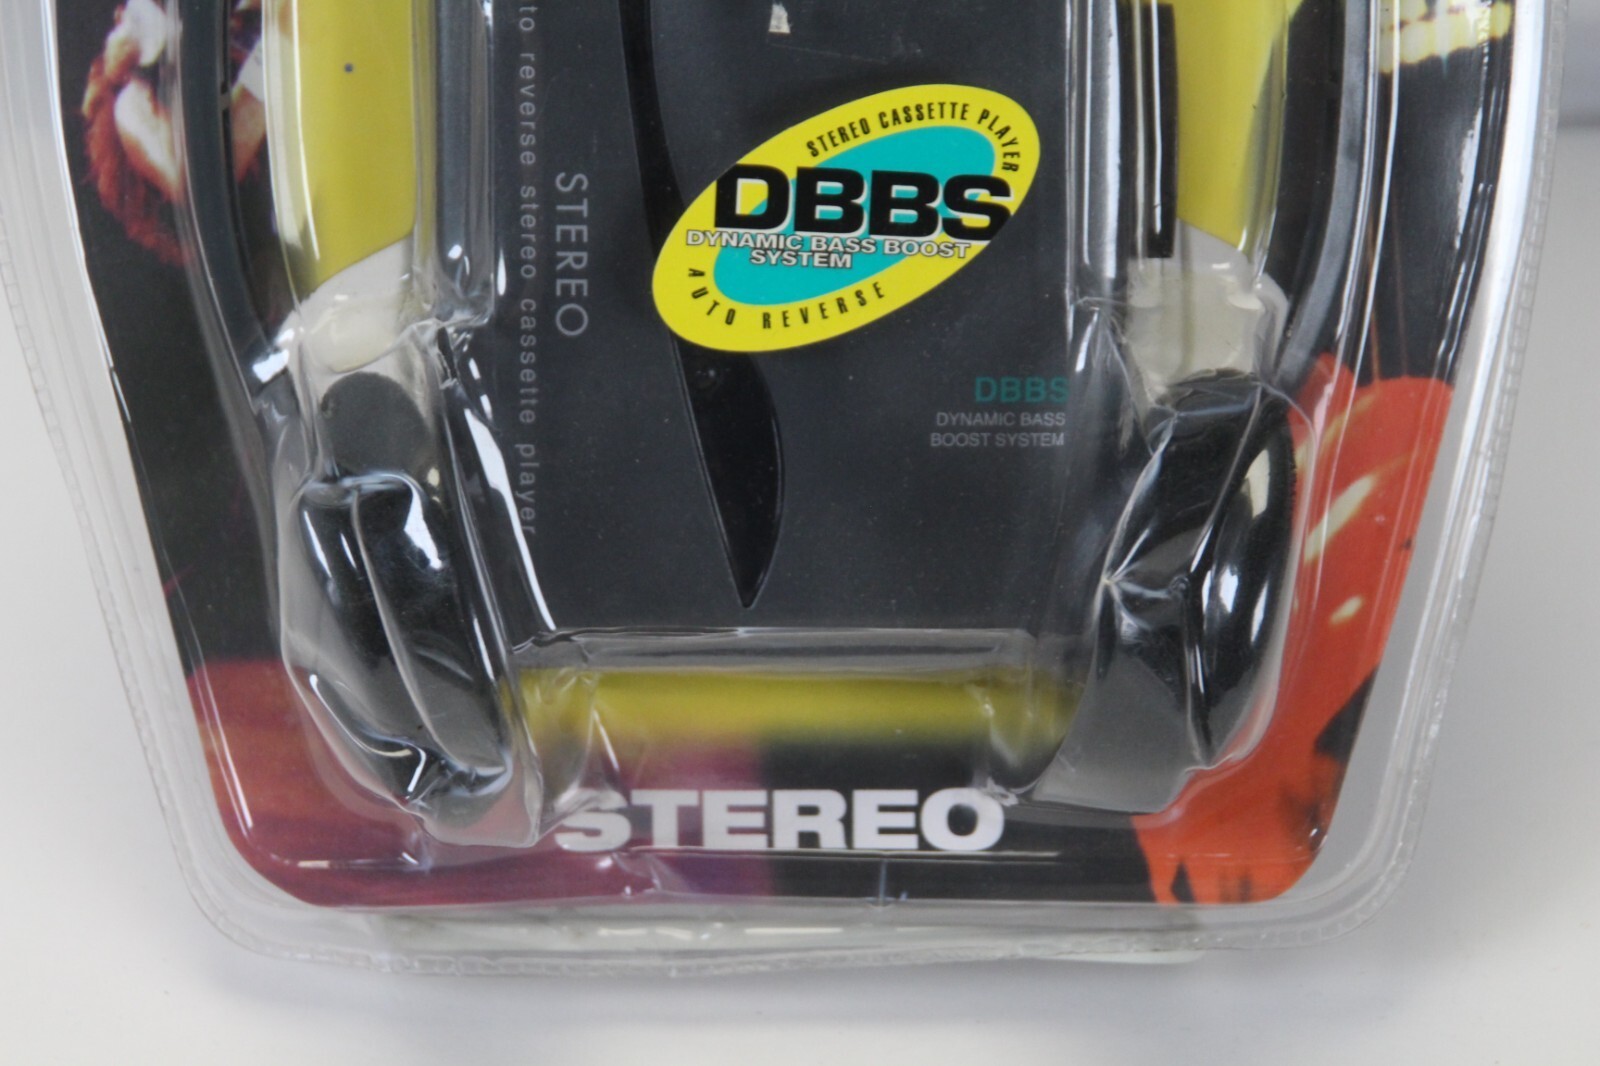 to reverse stereo cassette player
STEREO
STEREO CASSETTE PLAYER
DBBS
DYNAMIC BASS BOOST
SYSTEM
AUTO REVERSE
DBBS
DYNAMIC BASS
BOOST SYSTEM
STEREO